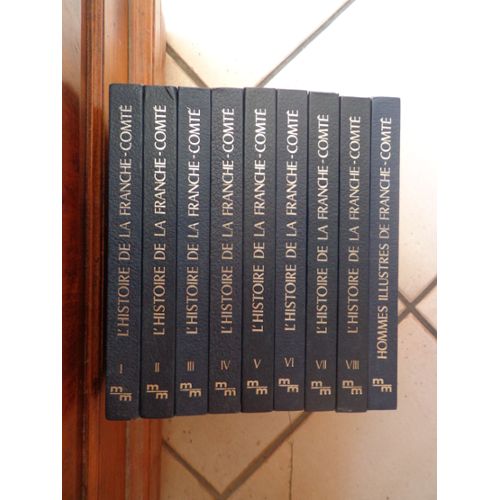 L'HISTOIRE DE LA FRANCHE-COMTÉ I
L'HISTOIRE DE LA FRANCHE-COMTÉ II
L'HISTOIRE DE LA FRANCHE-COMTÉ III
L'HISTOIRE DE LA FRANCHE-COMTÉ IV
L'HISTOIRE DE LA FRANCHE-COMTÉ V
L'HISTOIRE DE LA FRANCHE-COMTÉ VI
L'HISTOIRE DE LA FRANCHE-COMTÉ VII
L'HISTOIRE DE LA FRANCHE-COMTÉ VIII
HOMMES ILLUSTRES DE FRANCHE-COMTÉ